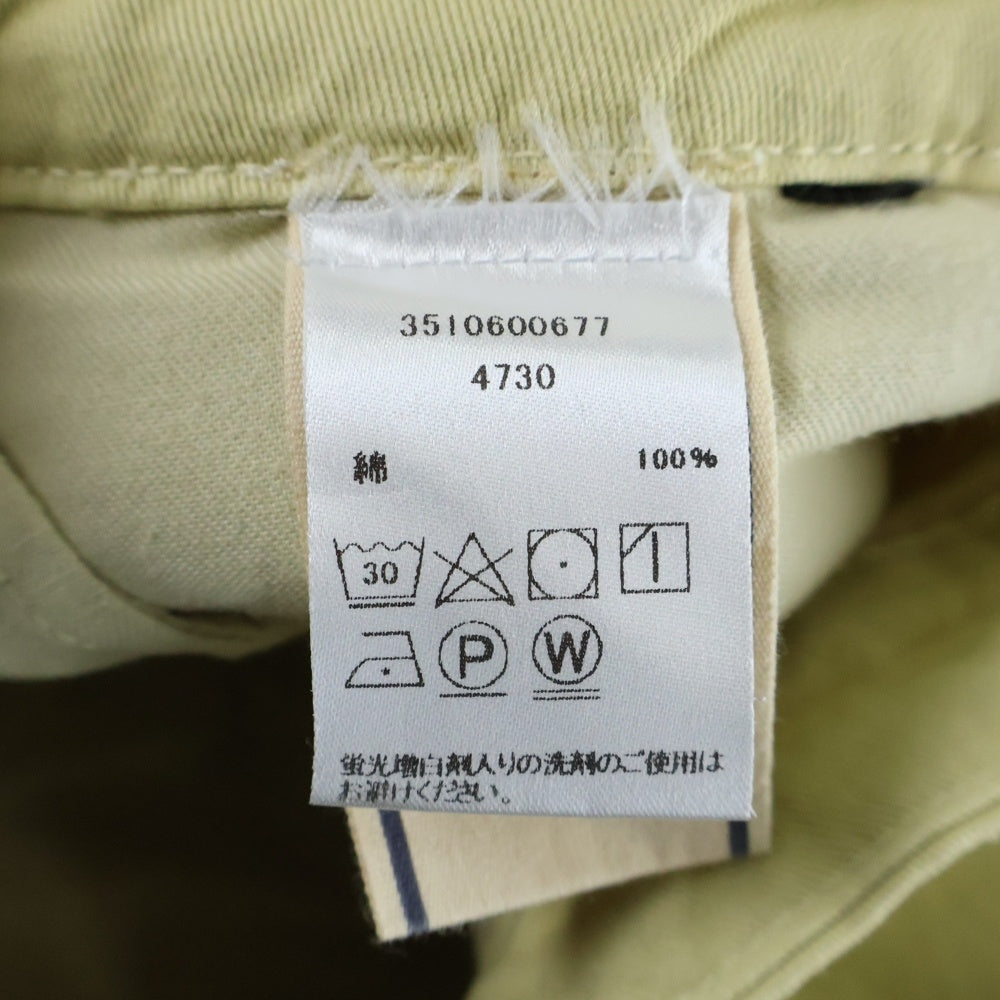 3510600677
4730
綿 100%
30
P W
蛍光増白剤入りの洗剤のご使用は
お避けください。